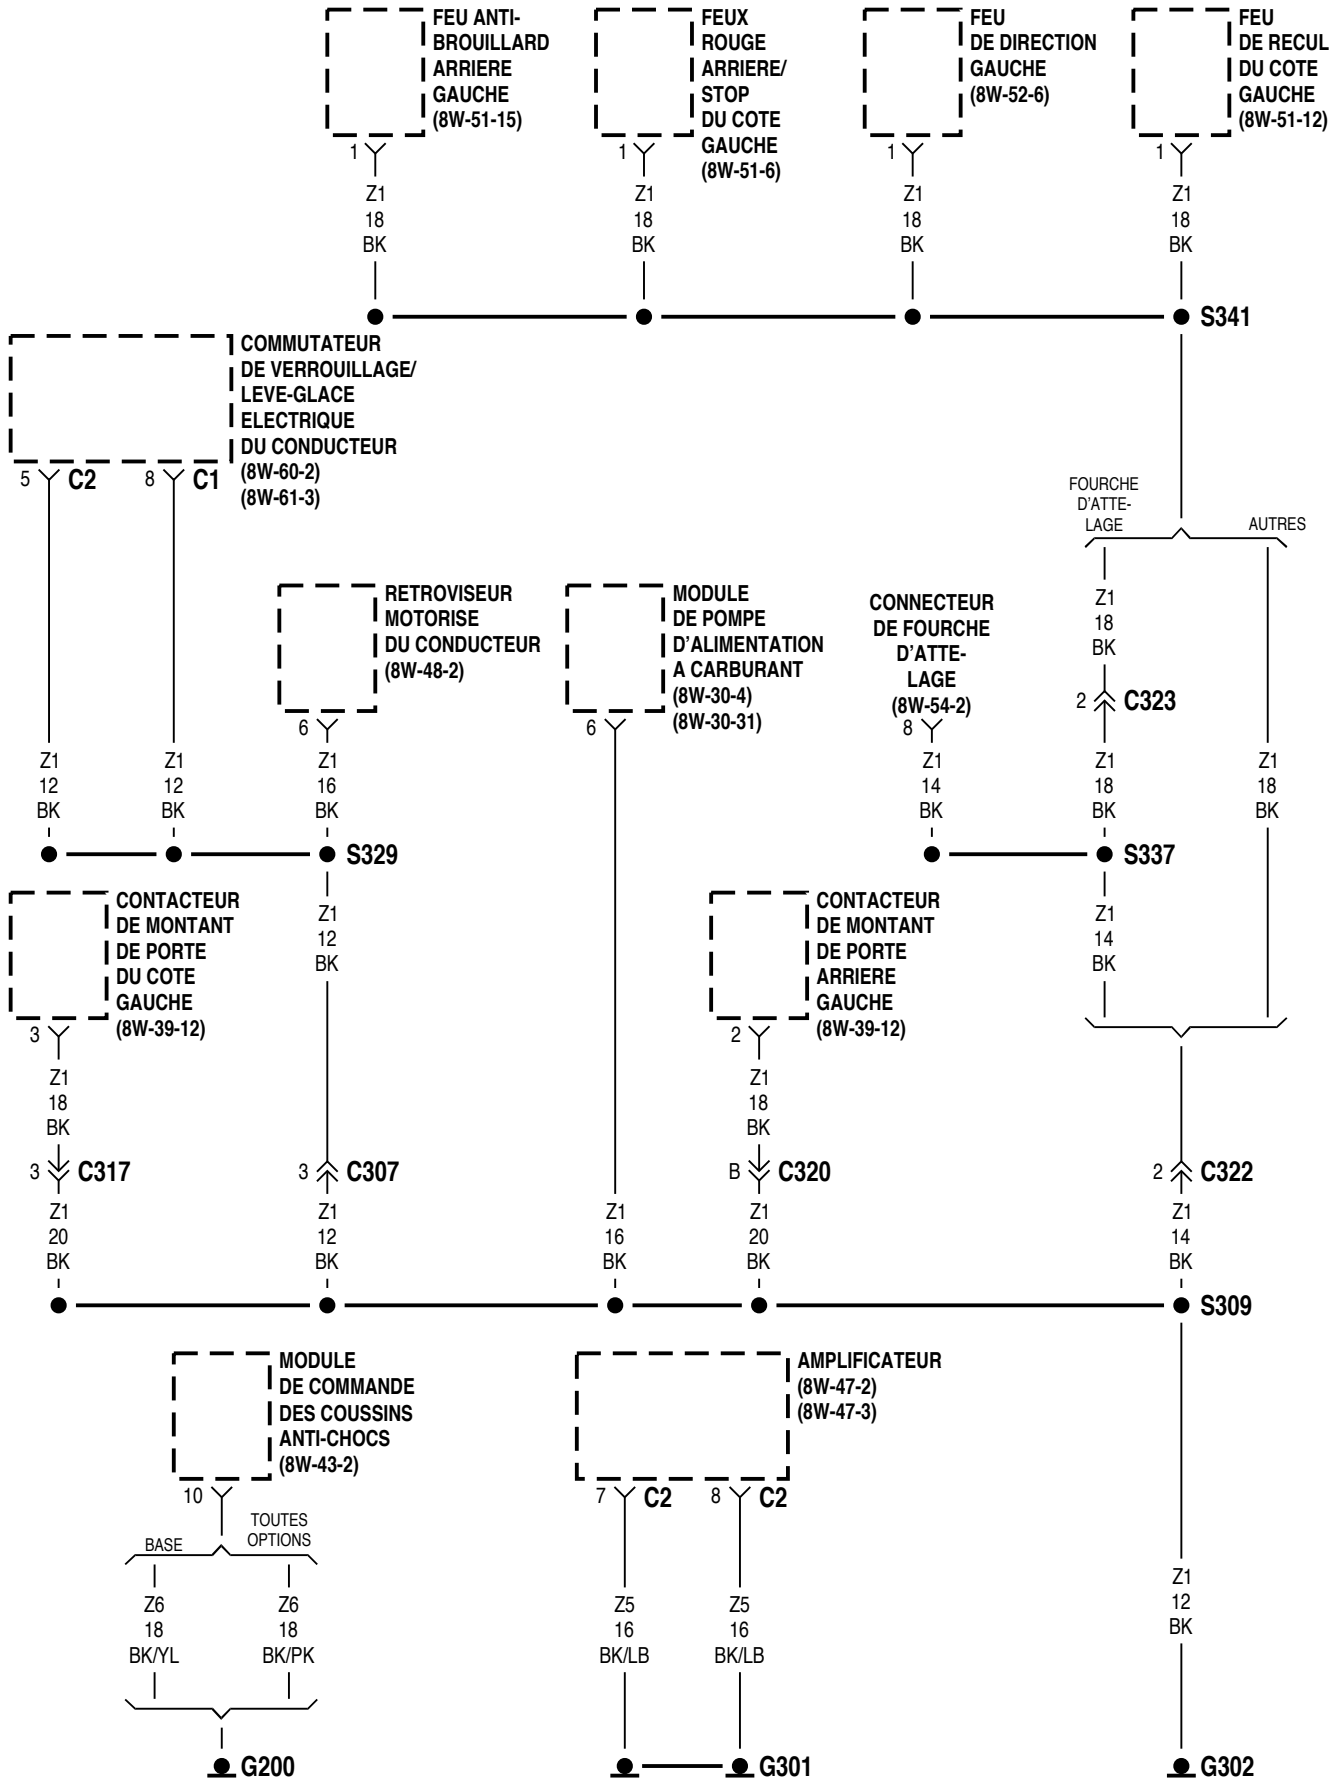 FEU ANTI-
BROUILLARD
ARRIERE
GAUCHE
(8W-51-15)
FEUX
ROUGE
ARRIERE/
STOP
DU COTE
GAUCHE
(8W-51-6)
FEU
DE DIRECTION
GAUCHE
(8W-52-6)
FEU
DE RECUL
DU COTE
GAUCHE
(8W-51-12)
1
1
1
1
Z1
18
BK
Z1
18
BK
Z1
18
BK
Z1
18
BK
S341
COMMUTATEUR
DE VERROUILLAGE/
LEVE-GLACE
ELECTRIQUE
DU CONDUCTEUR
(8W-60-2)
(8W-61-3)
5
C2
8
C1
FOURCHE
D'ATTE-
LAGE
AUTRES
RETROVISEUR
MOTORISE
DU CONDUCTEUR
(8W-48-2)
MODULE
DE POMPE
D'ALIMENTATION
A CARBURANT
(8W-30-4)
(8W-30-31)
CONNECTEUR
DE FOURCHE
D'ATTE-
LAGE
(8W-54-2)
Z1
18
BK
2
C323
6
6
8
Z1
12
BK
Z1
12
BK
Z1
16
BK
Z1
14
BK
Z1
18
BK
Z1
18
BK
S329
S337
CONTACTEUR
DE MONTANT
DE PORTE
DU COTE
GAUCHE
(8W-39-12)
Z1
12
BK
CONTACTEUR
DE MONTANT
DE PORTE
ARRIERE
GAUCHE
(8W-39-12)
Z1
14
BK
3
2
Z1
18
BK
Z1
18
BK
3
C317
3
C307
B
C320
2
C322
Z1
20
BK
Z1
12
BK
Z1
16
BK
Z1
20
BK
Z1
14
BK
S309
MODULE
DE COMMANDE
DES COUSSINS
ANTI-CHOCS
(8W-43-2)
AMPLIFICATEUR
(8W-47-2)
(8W-47-3)
10
7
C2
8
C2
BASE
TOUTES
OPTIONS
Z6
18
BK/YL
Z6
18
BK/PK
Z5
16
BK/LB
Z5
16
BK/LB
Z1
12
BK
G200
G301
G302